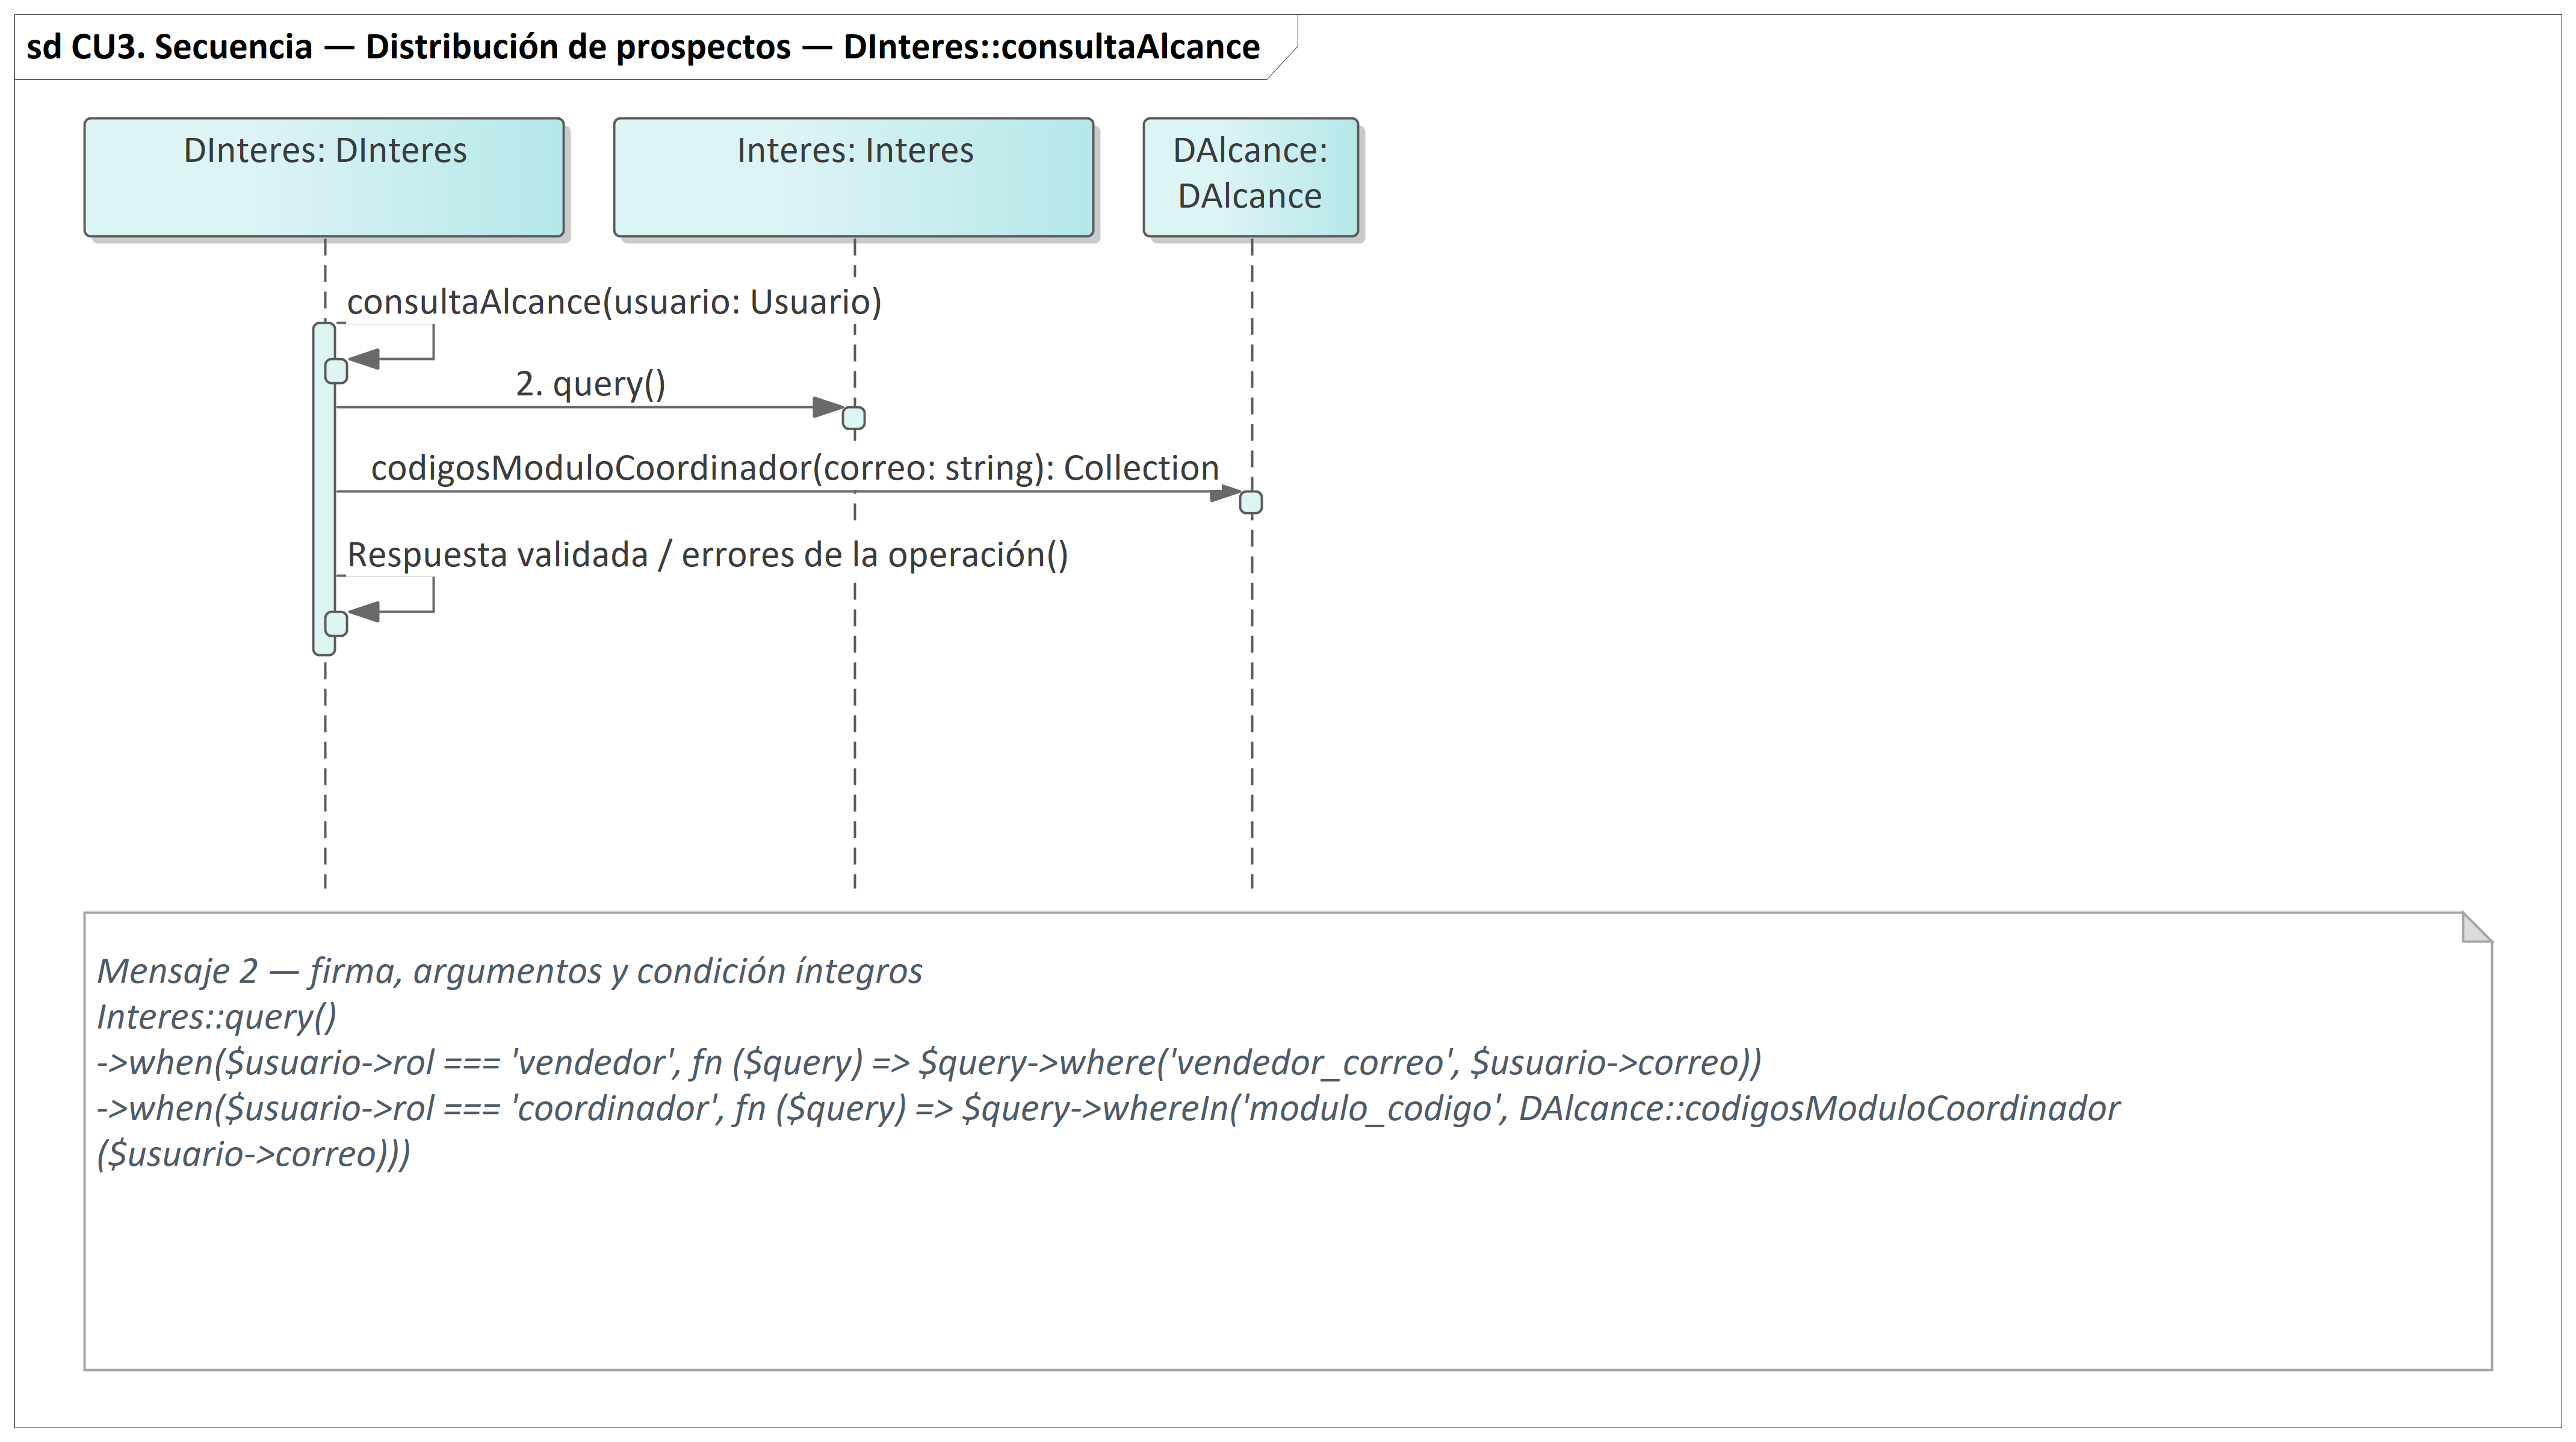 sd CU3. Secuencia — Distribución de prospectos — DInteres::consultaAlcance
DInteres: DInteres
Interes: Interes
DAlcance:
DAlcance
consultaAlcance(usuario: Usuario)
2. query()
codigosModuloCoordinador(correo: string): Collection
Respuesta validada / errores de la operación()
Mensaje 2 — firma, argumentos y condición íntegros
Interes::query()
->when($usuario->rol === 'vendedor', fn ($query) => $query->where('vendedor_correo', $usuario->correo))
->when($usuario->rol === 'coordinador', fn ($query) => $query->whereIn('modulo_codigo', DAlcance::codigosModuloCoordinador
($usuario->correo)))